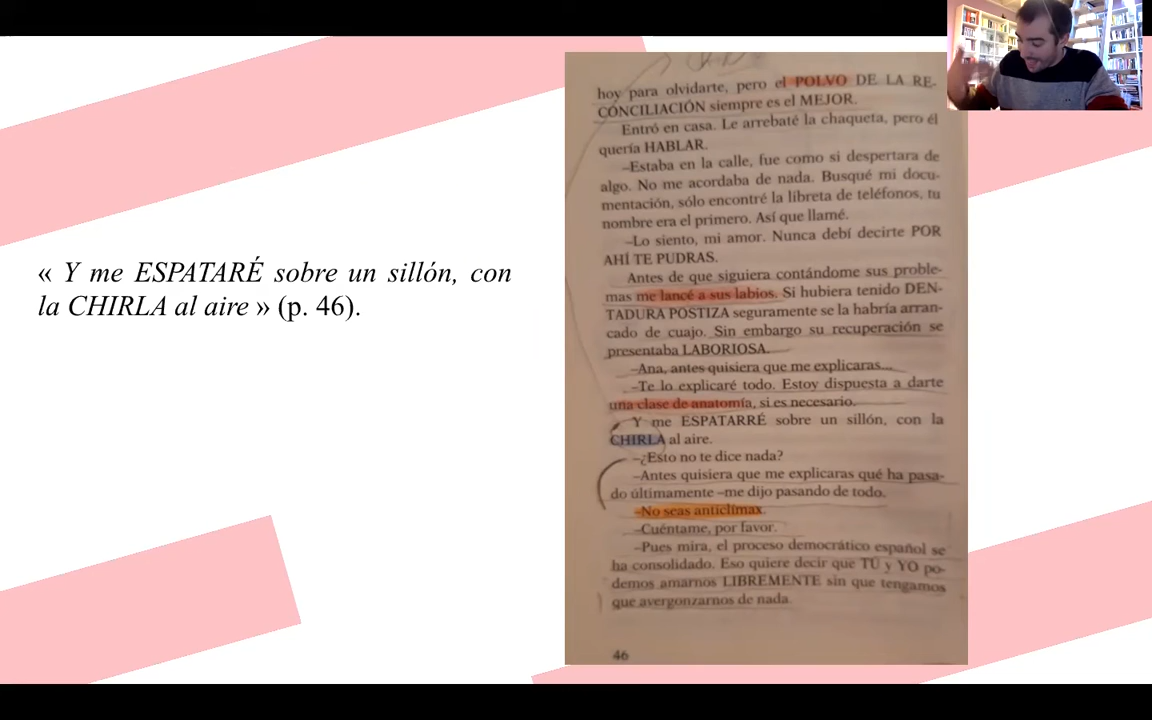 « Y me ESPATARÉ sobre un sillón, con
la CHIRLA al aire » (p. 46).
hoy para olvidarte, pero el POLVO DE LA RE-
CONCILIACIÓN siempre es el MEJOR.
Entró en casa. Le arrebaté la chaqueta, pero él
quería HABLAR.
–Estaba en la calle, fue como si despertara de
algo. No me acordaba de nada. Busqué mi docu-
mentación, sólo encontré la libreta de teléfonos, tu
nombre era el primero. Así que llamé.
–Lo siento, mi amor. Nunca debí decirte POR
AHÍ TE PUDRAS.
Antes de que siguiera contándome sus proble-
mas me lancé a sus labios. Si hubiera tenido DEN-
TADURA POSTIZA seguramente se la habría arran-
cado de cuajo. Sin embargo su recuperación se
presentaba LABORIOSA.
–Ana, antes quisiera que me explicaras...
–Te lo explicaré todo. Estoy dispuesta a darte
una clase de anatomía, si es necesario.
Y me ESPATARRÉ sobre un sillón, con la
CHIRLA al aire.
–¿Esto no te dice nada?
–Antes quisiera que me explicaras qué ha pasa-
do últimamente –me dijo pasando de todo.
–No seas anticlímax.
–Cuéntame, por favor.
–Pues mira, el proceso democrático español se
ha consolidado. Eso quiere decir que TÚ y YO po-
demos amarnos LIBREMENTE sin que tengamos
que avergonzarnos de nada.
46